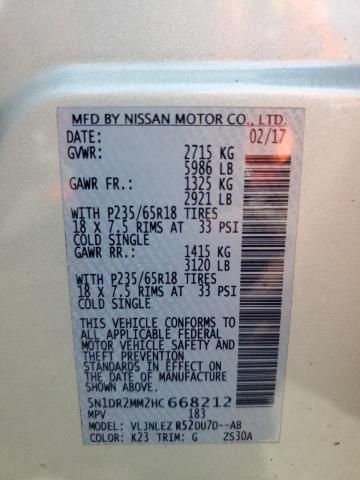 MFD BY NISSAN MOTOR CO., LTD.
DATE: 02/17
GVWR: 2715 KG
5986 LB
GAWR FR.: 1325 KG
2921 LB
WITH P235/65R18 TIRES
18 X 7.5 RIMS AT 33 PSI
COLD SINGLE
GAWR RR.: 1415 KG
3120 LB
WITH P235/65R18 TIRES
18 X 7.5 RIMS AT 33 PSI
COLD SINGLE
THIS VEHICLE CONFORMS
TO ALL APPLICABLE FEDERAL
MOTOR VEHICLE SAFETY AND
THEFT PREVENTION
STANDARDS IN EFFECT ON
THE DATE OF MANUFACTURE
SHOWN ABOVE.
5N1DR2MM2HC668212
MPV 183
MODEL: VLJNLEZ R52DU7D--AB
COLOR: K23 TRIM: G ZS30A